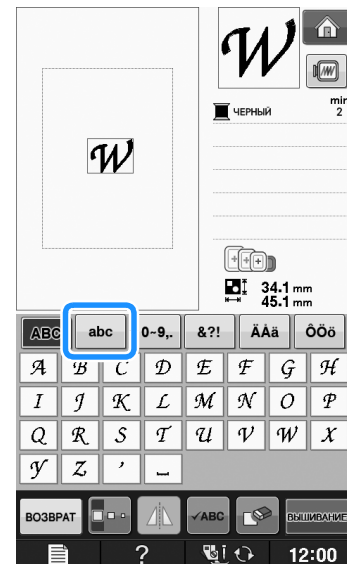 W
W
ЧЕРНЫЙ
min
2
34.1 mm
45.1 mm
ABC abc 0~9,. &?! ÄÅä ÔÖö
A B C D E F G H
I J K L M N O P
Q R S T U V W X
Y Z ' _
ВОЗВРАТ ✓ABC ВЫШИВАНИЕ
? 12:00